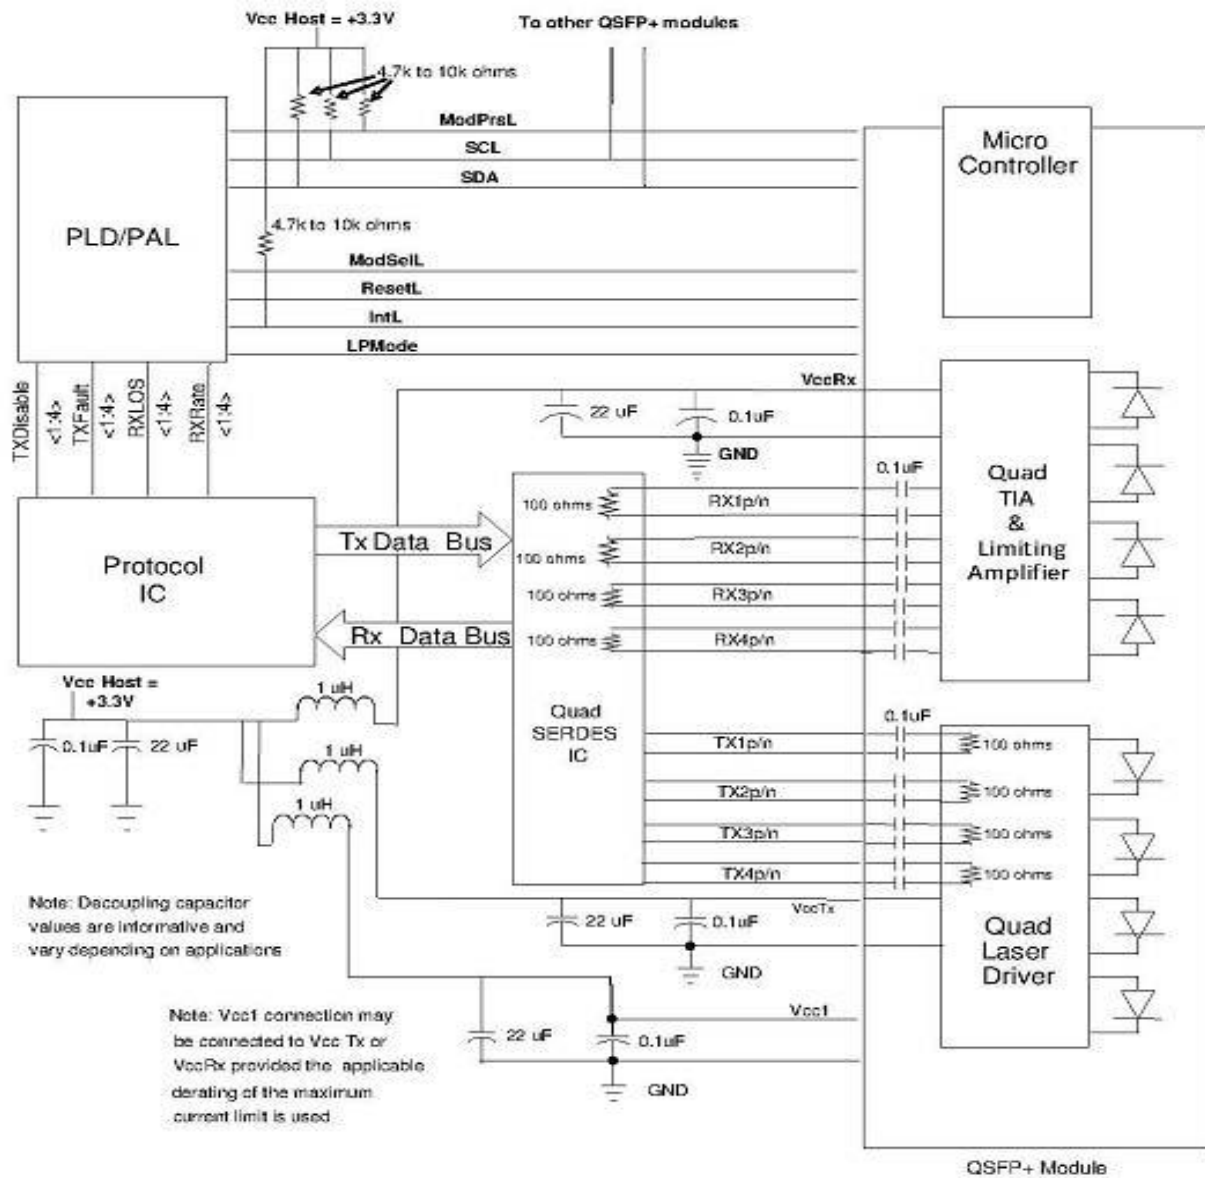 Vcc Host = +3.3V
To other QSFP+ modules
4.7k to 10k ohms
ModPrsL
SCL
SDA
Micro
Controller
PLD/PAL
4.7k to 10k ohms
ModSelL
ResetL
IntL
LPMode
TXDisable
<1:4>
TXFault
<1:4>
RXLOS
<1:4>
RXRate
<1:4>
VccRx
22 uF
0.1uF
GND
0.1uF
Quad
TIA
&
Limiting
Amplifier
100 ohms
RX1p/n
100 ohms
RX2p/n
100 ohms
RX3p/n
100 ohms
RX4p/n
Tx Data Bus
Protocol
IC
Rx Data Bus
Vcc Host =
+3.3V
1 uH
0.1uF
22 uF
1 uH
1 uH
Quad
SERDES
IC
0.1uF
TX1p/n
100 ohms
TX2p/n
100 ohms
TX3p/n
100 ohms
TX4p/n
100 ohms
Note: Decoupling capacitor
values are informative and
vary depending on applications
VccTx
22 uF
0.1uF
GND
Quad
Laser
Driver
Note: Vcc1 connection may
be connected to Vcc Tx or
VccRx provided the applicable
derating of the maximum
current limit is used
Vcc1
22 uF
0.1uF
GND
QSFP+ Module